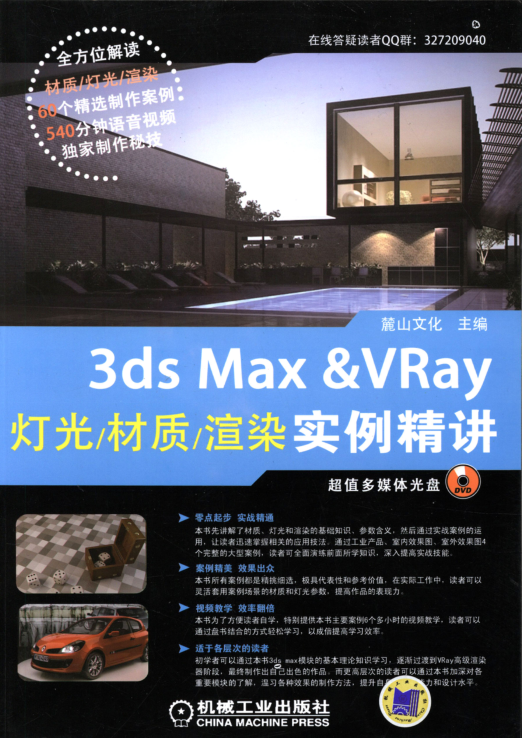 在线答疑读者QQ群：327209040
全方位解读
材质/灯光/渲染
60个精选制作案例
540分钟语音视频
独家制作秘技
麓山文化 主编
3ds Max &VRay
灯光/材质/渲染 实例精讲
超值多媒体光盘
DVD
零点起步 实战精通
本书先讲解了材质、灯光和渲染的基础知识、参数含义，然后通过实战案例的运
用，让读者迅速掌握相关的应用技法。通过工业产品、室内效果图、室外效果图4
个完整的大型案例，读者可全面演练前面所学知识，深入提高实战技能。
案例精美 效果出众
本书所有案例都是精挑细选，极具代表性和参考价值，在实际工作中，读者可以
灵活套用案例场景的材质和灯光参数，提高作品的表现力。
视频教学 效率翻倍
本书为了方便读者自学，特别提供本书主要案例6个多小时的视频教学，读者可以
通过盘书结合的方式轻松学习，以成倍提高学习效率。
适于各层次的读者
初学者可以通过本书3ds max模块的基本理论知识学习，逐渐过渡到VRay高级渲染
器阶段，最终制作出自己出色的作品。而更高层次的读者可以通过本书加深对各
重要模块的了解，温习各种效果的制作方法，提升自 力和设计水平。
机械工业出版社
CHINA MACHINE PRESS